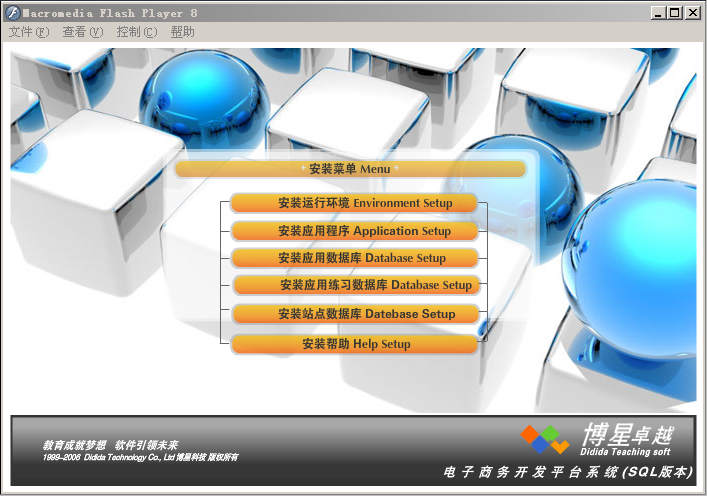 Macromedia Flash Player 8
文件(F) 查看(V) 控制(C) 帮助
安装菜单 Menu
安装运行环境 Environment Setup
安装应用程序 Application Setup
安装应用数据库 Database Setup
安装应用练习数据库 Database Setup
安装站点数据库 Datebase Setup
安装帮助 Help Setup
教育成就梦想 软件引领未来
1999-2006 Didida Technology Co., Ltd 博星科技 版权所有
博星卓越
Didida Teaching soft
电子商务开发平台系统(SQL版本)